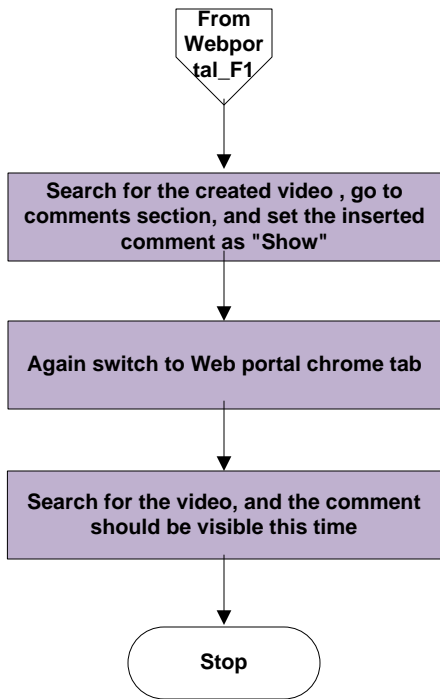 From
Webpor
tal_F1
Search for the created video , go to
comments section, and set the inserted
comment as "Show"
Again switch to Web portal chrome tab
Search for the video, and the comment
should be visible this time
Stop